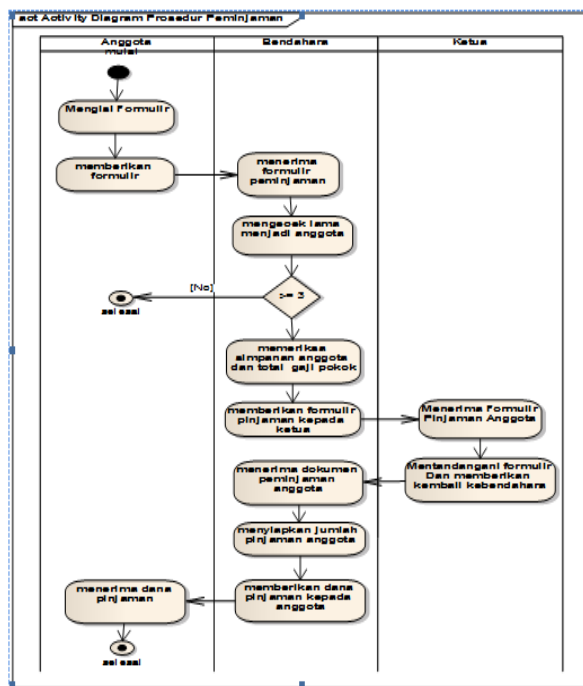 act Activity Diagram Prosedur Peminjaman
Anggota
Bendahara
Ketua
mulai
Mengisi Formulir
memberikan
formulir
menerima
formulir
peminjaman
mengecek lama
menjadi anggota
[No]
>= 3
selesai
memeriksa
simpanan anggota
dan total gaji pokok
memberikan formulir
pinjaman kepada
ketua
Menerima Formulir
Pinjaman Anggota
Mentandangani formulir
Dan memberikan
kembali kebendahara
menerima dokumen
peminjaman
anggota
menyiapkan jumlah
pinjaman anggota
memberikan dana
pinjaman kepada
anggota
menerima dana
pinjaman
selesai